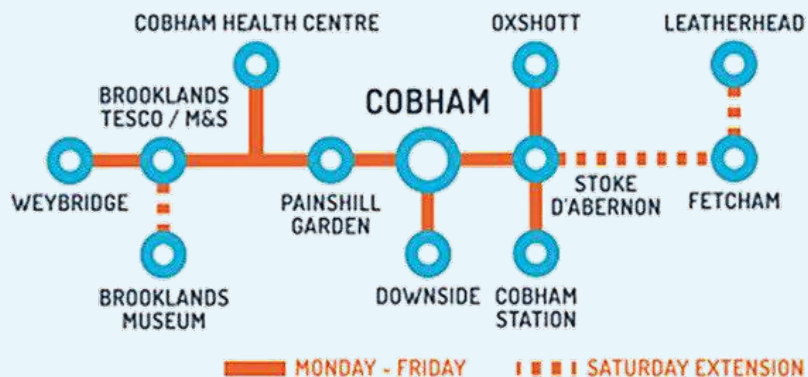 COBHAM HEALTH CENTRE
OXSHOTT
LEATHERHEAD
BROOKLANDS
TESCO / M&S
COBHAM
WEYBRIDGE
PAINSHILL
GARDEN
STOKE
D'ABERNON
FETCHAM
BROOKLANDS
MUSEUM
DOWNSIDE
COBHAM
STATION
MONDAY - FRIDAY
SATURDAY EXTENSION